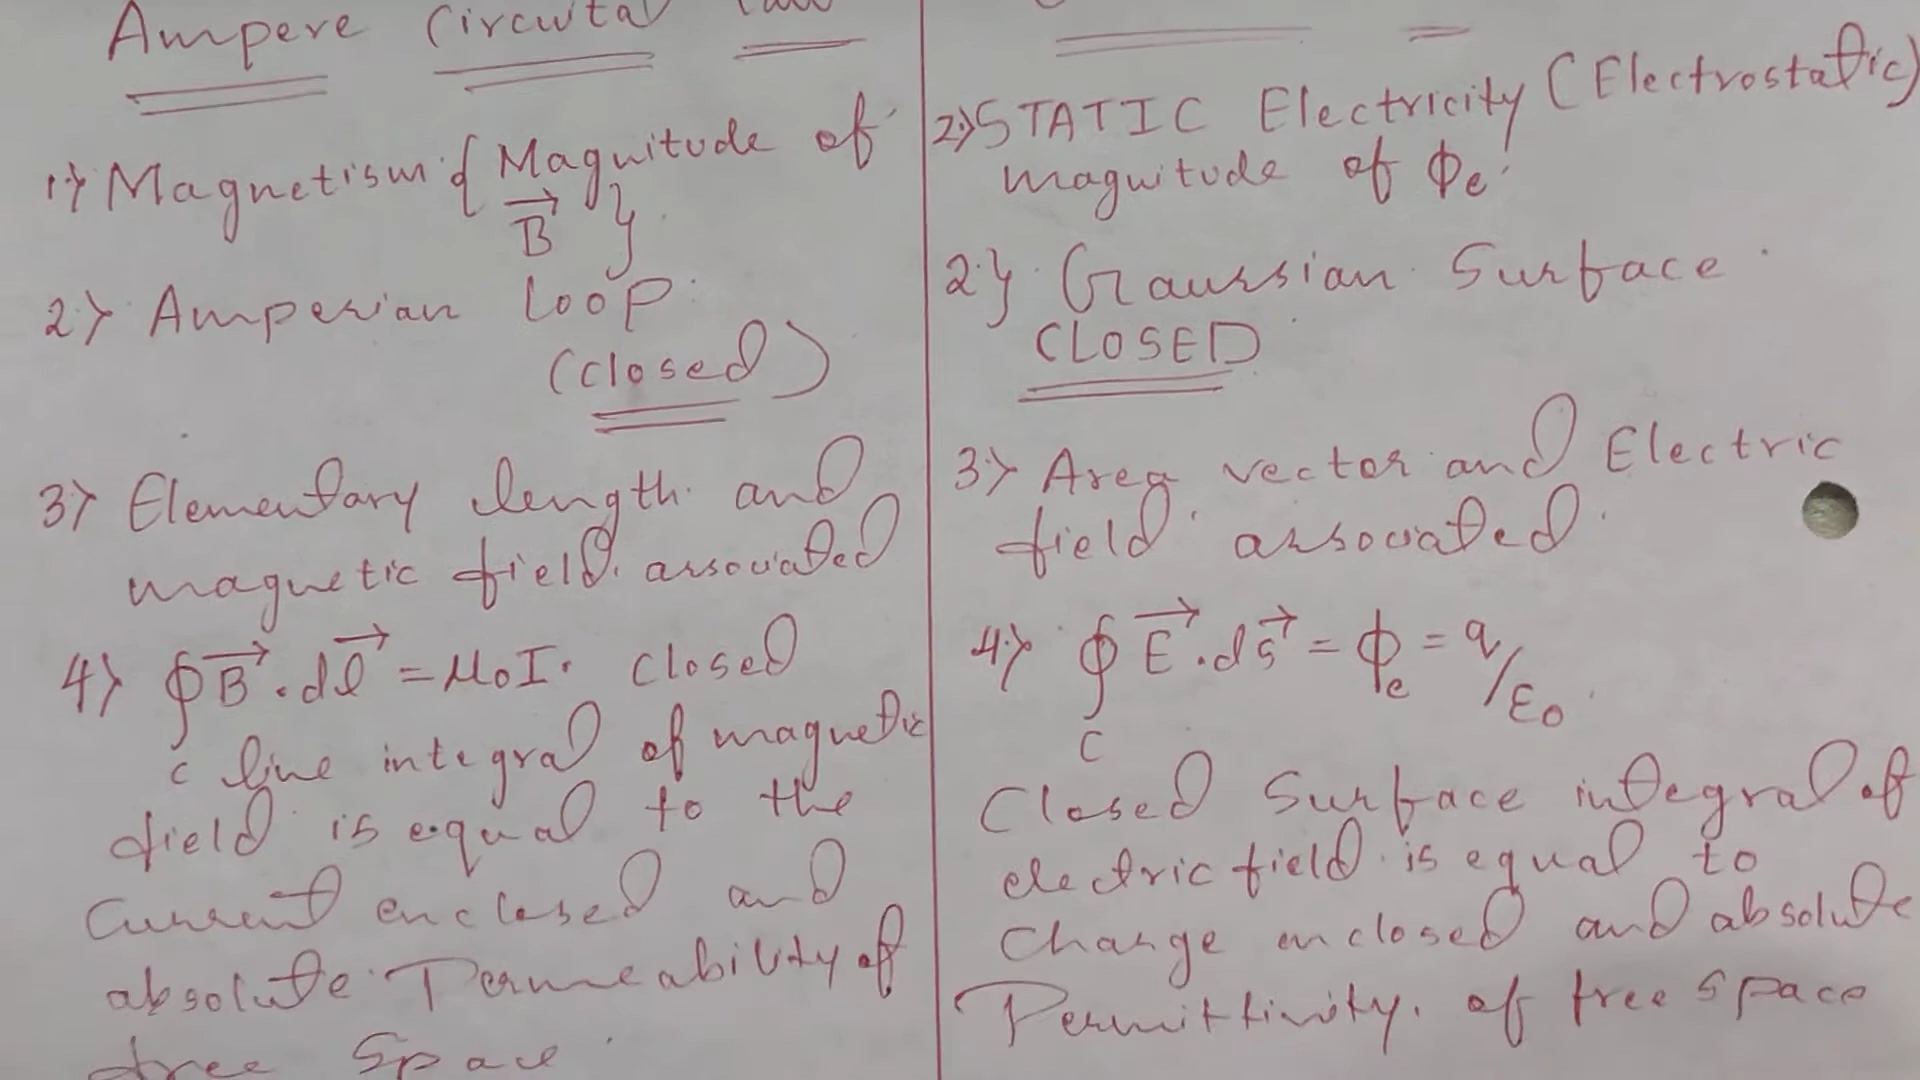 Ampere Circuital law
1) Magnetism { Magnitude of
B }
2) Amperian Loop
(closed)
3) Elementary length and
magnetic field associated
4) ∮B.dl = μ₀I. Closed
c line integral of magnetic
field is equal to the
Current enclosed and
absolute Permeability of
free Space
2) STATIC Electricity (Electrostatic)
magnitude of ϕe
2} Gaussian Surface
CLOSED
3) Area vector and Electric
field associated
4) ∮ E.ds = ϕe = q/ε₀
C
Closed Surface integral of
electric field is equal to
Charge enclosed and absolute
Permittivity. of free space